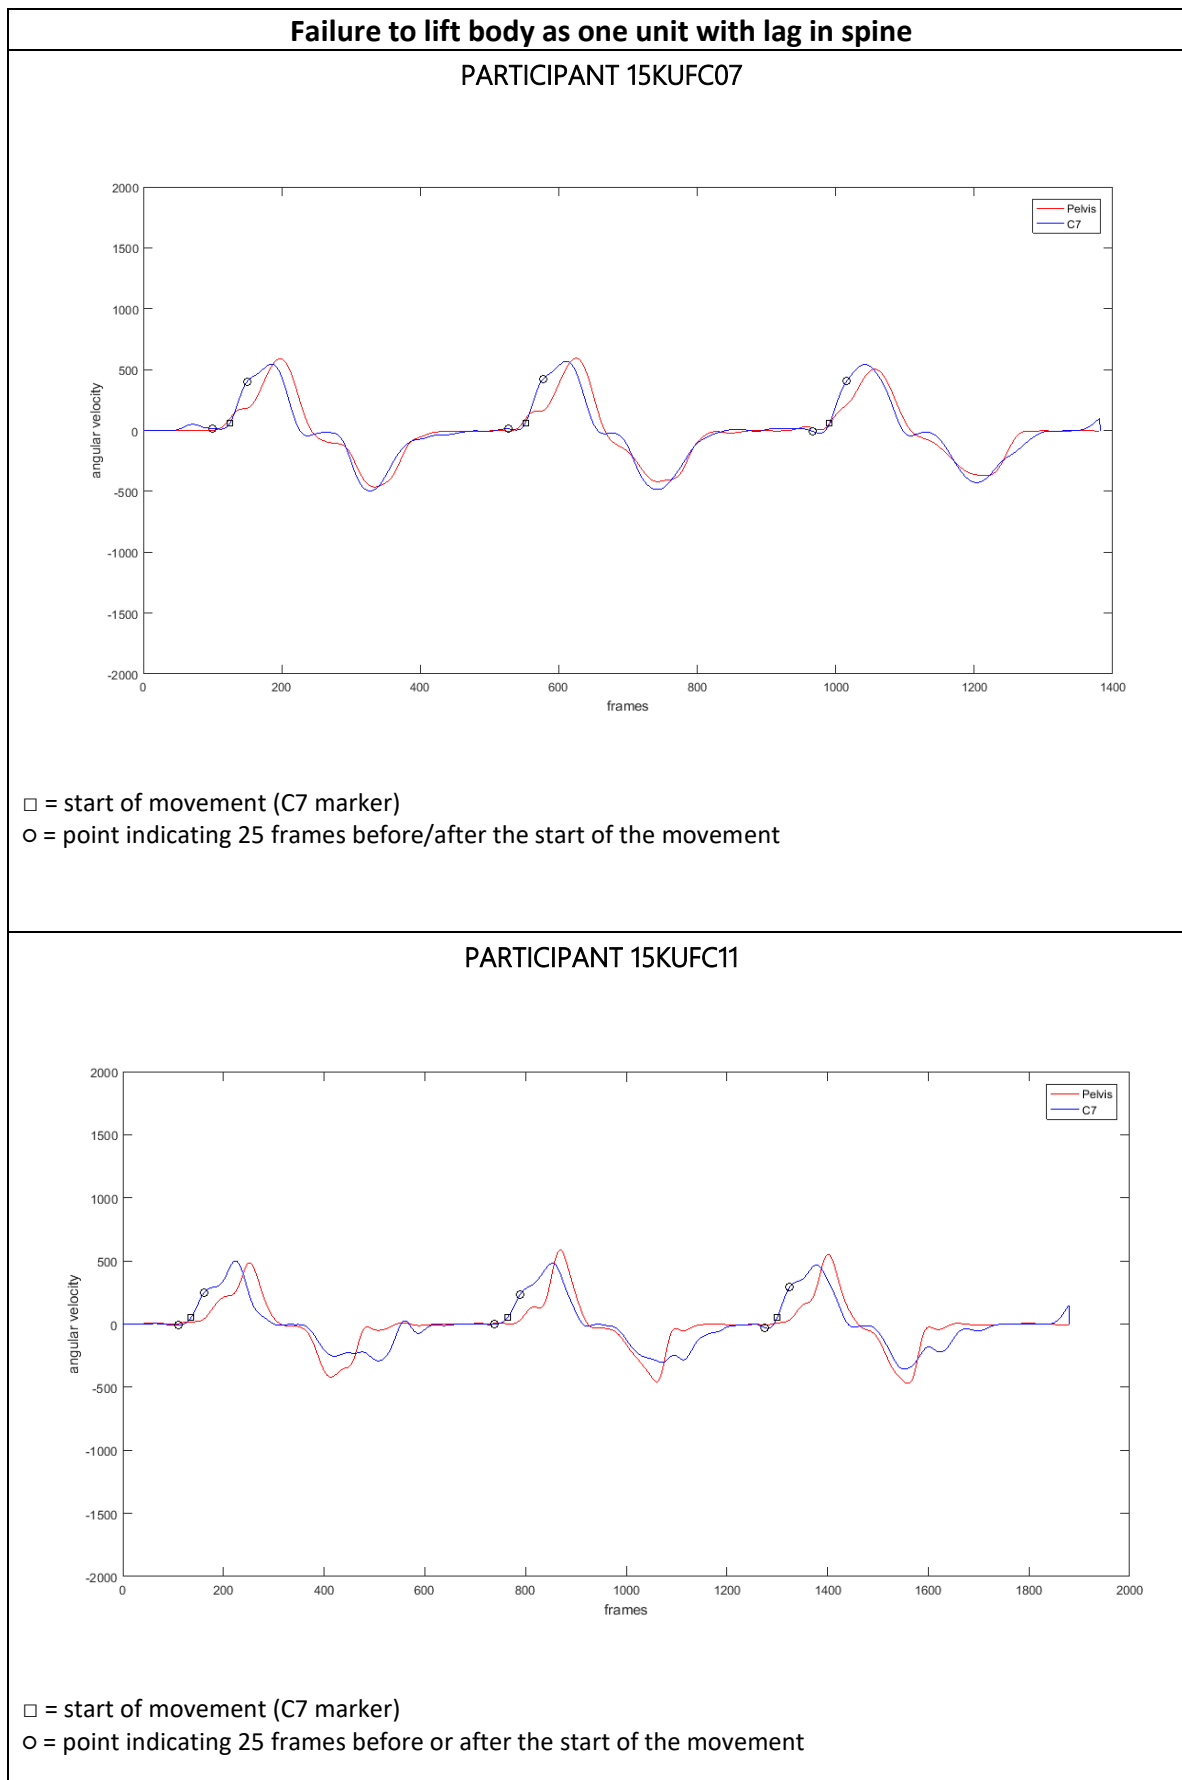 Failure to lift body as one unit with lag in spine
PARTICIPANT 15KUFC07
2000
1500
1000
500
0
-500
-1000
-1500
-2000
angular velocity
Pelvis
C7
0 200 400 600 800 1000 1200 1400
frames
□ = start of movement (C7 marker)
○ = point indicating 25 frames before/after the start of the movement
PARTICIPANT 15KUFC11
2000
1500
1000
500
0
-500
-1000
-1500
-2000
angular velocity
Pelvis
C7
0 200 400 600 800 1000 1200 1400 1600 1800 2000
frames
□ = start of movement (C7 marker)
○ = point indicating 25 frames before or after the start of the movement